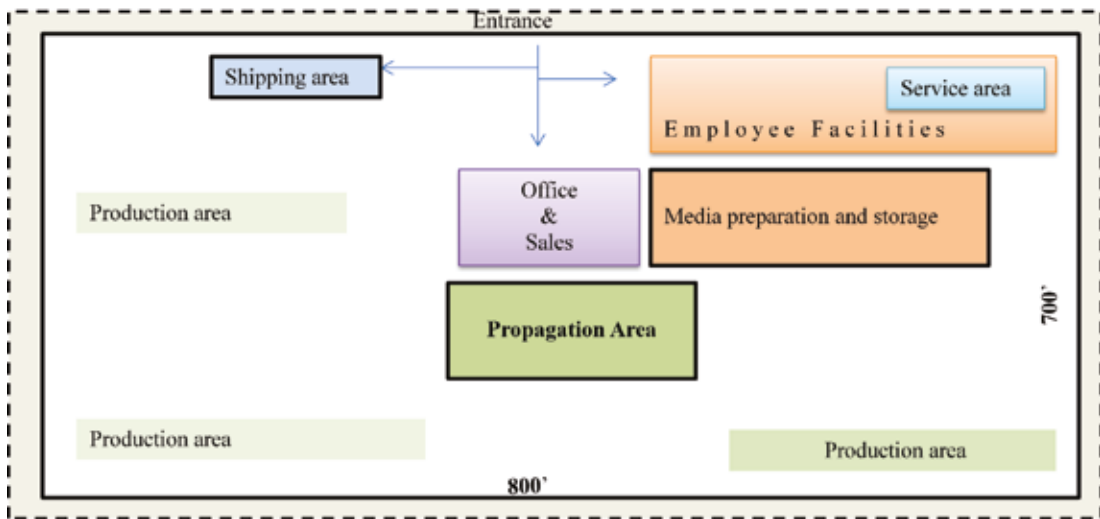 Entrance
Shipping area
Service area
Employee Facilities
Production area
Office
&
Sales
Media preparation and storage
700`
Propagation Area
Production area
Production area
800`